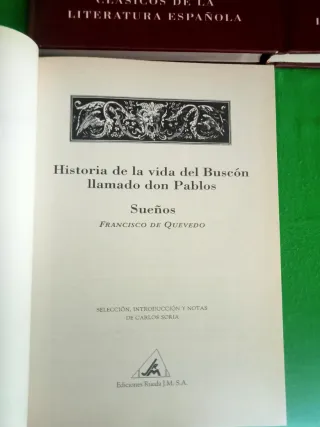 CLÁSICOS DE LA
LITERATURA ESPAÑOLA
Historia de la vida del Buscón
llamado don Pablos
Sueños
FRANCISCO DE QUEVEDO
SELECCIÓN, INTRODUCCIÓN Y NOTAS
DE CARLOS SORIA
Ediciones Rueda J.M. S.A.